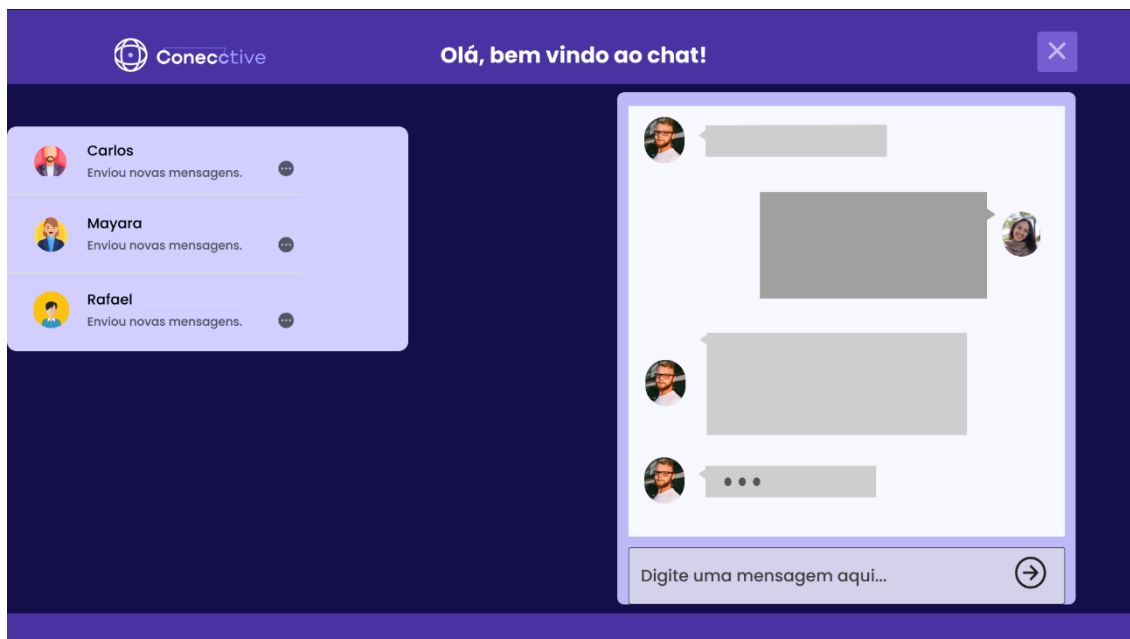 Conecctive
Olá, bem vindo ao chat!
Carlos
Enviou novas mensagens.
Mayara
Enviou novas mensagens.
Rafael
Enviou novas mensagens.
Digite uma mensagem aqui...